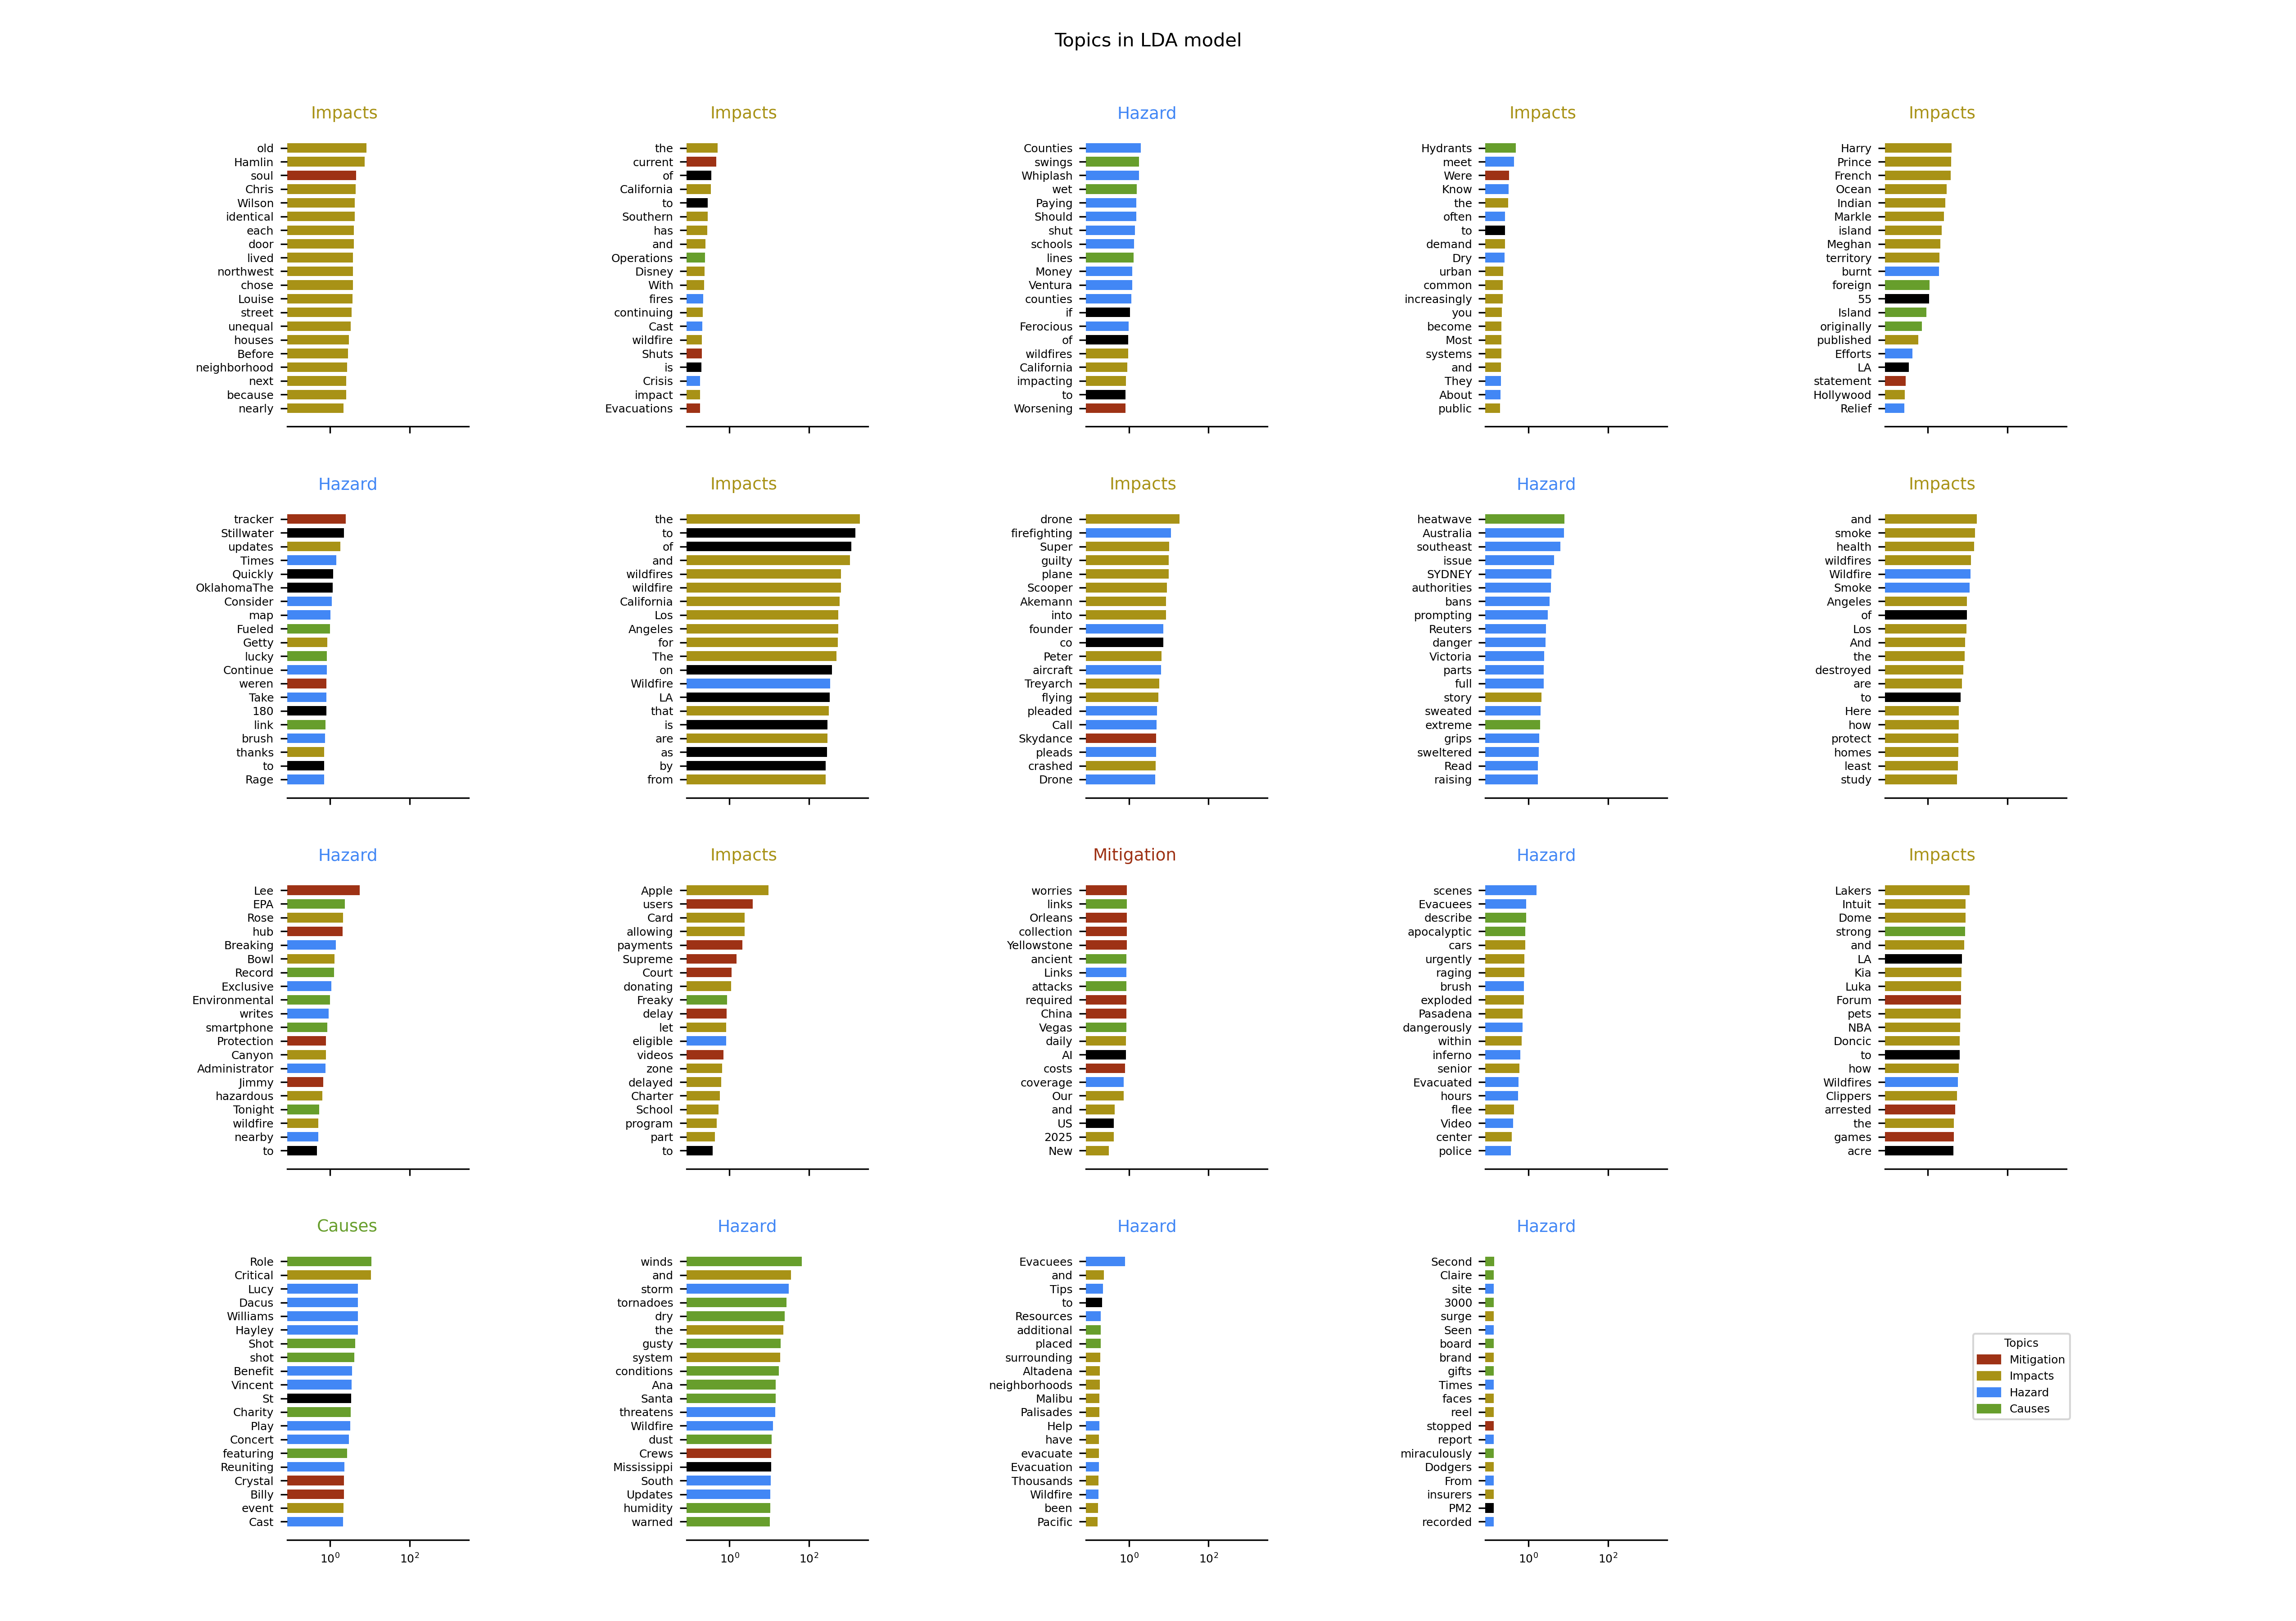 Topics in LDA model
Impacts
old
Hamlin
soul
Chris
Wilson
identical
each
door
lived
northwest
chose
Louise
street
unequal
houses
Before
neighborhood
next
because
nearly
Impacts
the
current
of
California
to
Southern
has
and
Operations
Disney
With
fires
continuing
Cast
wildfire
Shuts
is
Crisis
impact
Evacuations
Hazard
Counties
swings
Whiplash
wet
Paying
Should
shut
schools
lines
Money
Ventura
counties
if
Ferocious
of
wildfires
California
impacting
to
Worsening
Impacts
Hydrants
meet
Were
Know
the
often
to
demand
Dry
urban
common
increasingly
you
become
Most
systems
and
They
About
public
Impacts
Harry
Prince
French
Ocean
Indian
Markle
island
Meghan
territory
burnt
foreign
55
Island
originally
published
Efforts
LA
statement
Hollywood
Relief
Hazard
tracker
Stillwater
updates
Times
Quickly
OklahomaThe
Consider
map
Fueled
Getty
lucky
Continue
weren
Take
180
link
brush
thanks
to
Rage
Impacts
the
to
of
and
wildfires
wildfire
California
Los
Angeles
for
The
on
Wildfire
LA
that
is
are
as
by
from
Impacts
drone
firefighting
Super
guilty
plane
Scooper
Akemann
into
founder
co
Peter
aircraft
Treyarch
flying
pleaded
Call
Skydance
pleads
crashed
Drone
Hazard
heatwave
Australia
southeast
issue
SYDNEY
authorities
bans
prompting
Reuters
danger
Victoria
parts
full
story
sweated
extreme
grips
sweltered
Read
raising
Impacts
and
smoke
health
wildfires
Wildfire
Smoke
Angeles
of
Los
And
the
destroyed
are
to
Here
how
protect
homes
least
study
Hazard
Lee
EPA
Rose
hub
Breaking
Bowl
Record
Exclusive
Environmental
writes
smartphone
Protection
Canyon
Administrator
Jimmy
hazardous
Tonight
wildfire
nearby
to
Impacts
Apple
users
Card
allowing
payments
Supreme
Court
donating
Freaky
delay
let
eligible
videos
zone
delayed
Charter
School
program
part
to
Mitigation
worries
links
Orleans
collection
Yellowstone
ancient
Links
attacks
required
China
Vegas
daily
AI
costs
coverage
Our
and
US
2025
New
Hazard
scenes
Evacuees
describe
apocalyptic
cars
urgently
raging
brush
exploded
Pasadena
dangerously
within
inferno
senior
Evacuated
hours
flee
Video
center
police
Impacts
Lakers
Intuit
Dome
strong
and
LA
Kia
Luka
Forum
pets
NBA
Doncic
to
how
Wildfires
Clippers
arrested
the
games
acre
Causes
Role
Critical
Lucy
Dacus
Williams
Hayley
Shot
shot
Benefit
Vincent
St
Charity
Play
Concert
featuring
Reuniting
Crystal
Billy
event
Cast
10^0 10^2
Hazard
winds
and
storm
tornadoes
dry
the
gusty
system
conditions
Ana
Santa
threatens
Wildfire
dust
Crews
Mississippi
South
Updates
humidity
warned
10^0 10^2
Hazard
Evacuees
and
Tips
to
Resources
additional
placed
surrounding
Altadena
neighborhoods
Malibu
Palisades
Help
have
evacuate
Evacuation
Thousands
Wildfire
been
Pacific
10^0 10^2
Hazard
Second
Claire
site
3000
surge
Seen
board
brand
gifts
Times
faces
reel
stopped
report
miraculously
Dodgers
From
insurers
PM2
recorded
10^0 10^2
Topics
Mitigation
Impacts
Hazard
Causes